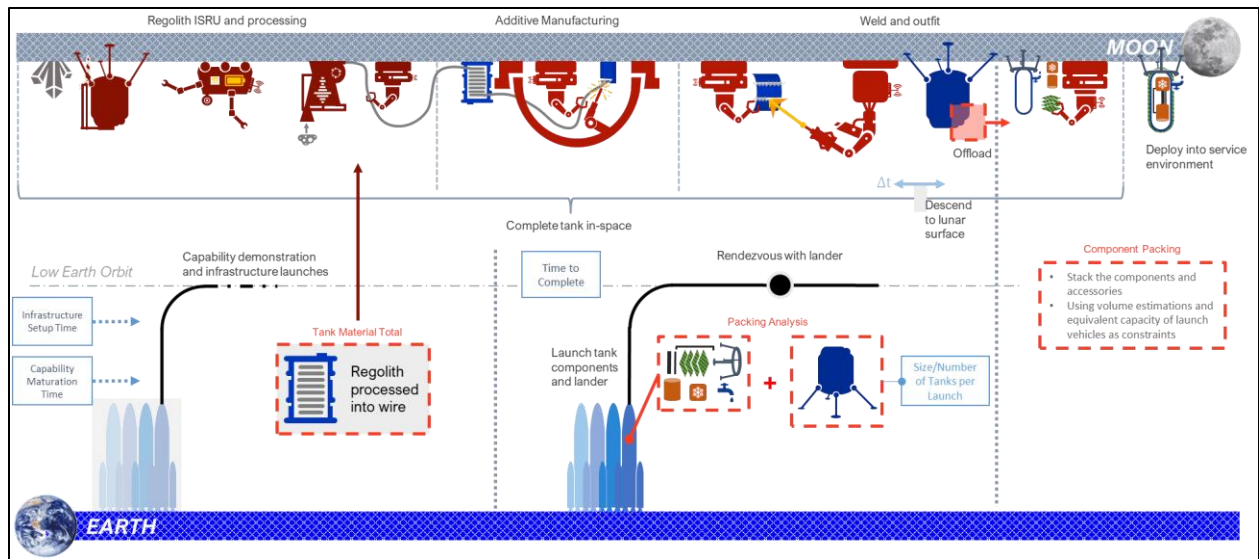 Regolith ISRU and processing
Additive Manufacturing
Weld and outfit
MOON
Offload
Deploy into service
environment
Δt
Descend
to lunar
surface
Complete tank in-space
Capability demonstration
and infrastructure launches
Low Earth Orbit
Time to
Complete
Rendezvous with lander
Component Packing
• Stack the components and
accessories
• Using volume estimations and
equivalent capacity of launch
vehicles as constraints
Infrastructure
Setup Time
Capability
Maturation
Time
Tank Material Total
Regolith
processed
into wire
Launch tank
components
and lander
Packing Analysis
+
Size/Number
of Tanks per
Launch
EARTH